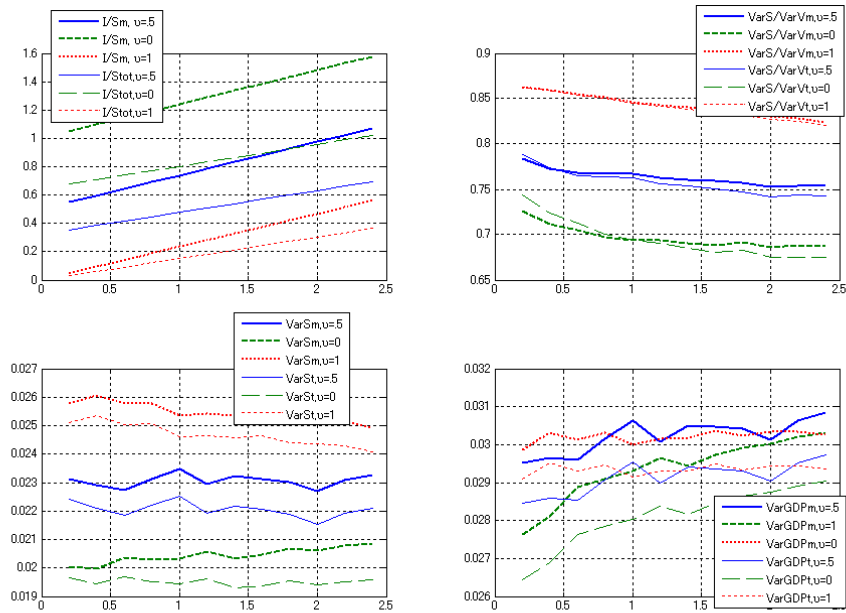 I/Sm, υ=.5
I/Sm, υ=0
I/Sm, υ=1
I/Stot,υ=.5
I/Stot,υ=0
I/Stot,υ=1
1.6
1.4
1.2
1
0.8
0.6
0.4
0.2
0
0 0.5 1 1.5 2 2.5
VarS/VarVm,υ=.5
VarS/VarVm,υ=0
VarS/VarVm,υ=1
VarS/VarVt,υ=.5
VarS/VarVt,υ=0
VarS/VarVt,υ=1
0.9
0.85
0.8
0.75
0.7
0.65
0 0.5 1 1.5 2 2.5
VarSm,υ=.5
VarSm,υ=0
VarSm,υ=1
VarSt,υ=.5
VarSt,υ=0
VarSt,υ=1
0.027
0.026
0.025
0.024
0.023
0.022
0.021
0.02
0.019
0 0.5 1 1.5 2 2.5
0.032
0.031
0.03
0.029
0.028
0.027
0.026
VarGDPm,υ=.5
VarGDPm,υ=1
VarGDPm,υ=0
VarGDPt,υ=.5
VarGDPt,υ=0
VarGDPt,υ=1
0 0.5 1 1.5 2 2.5